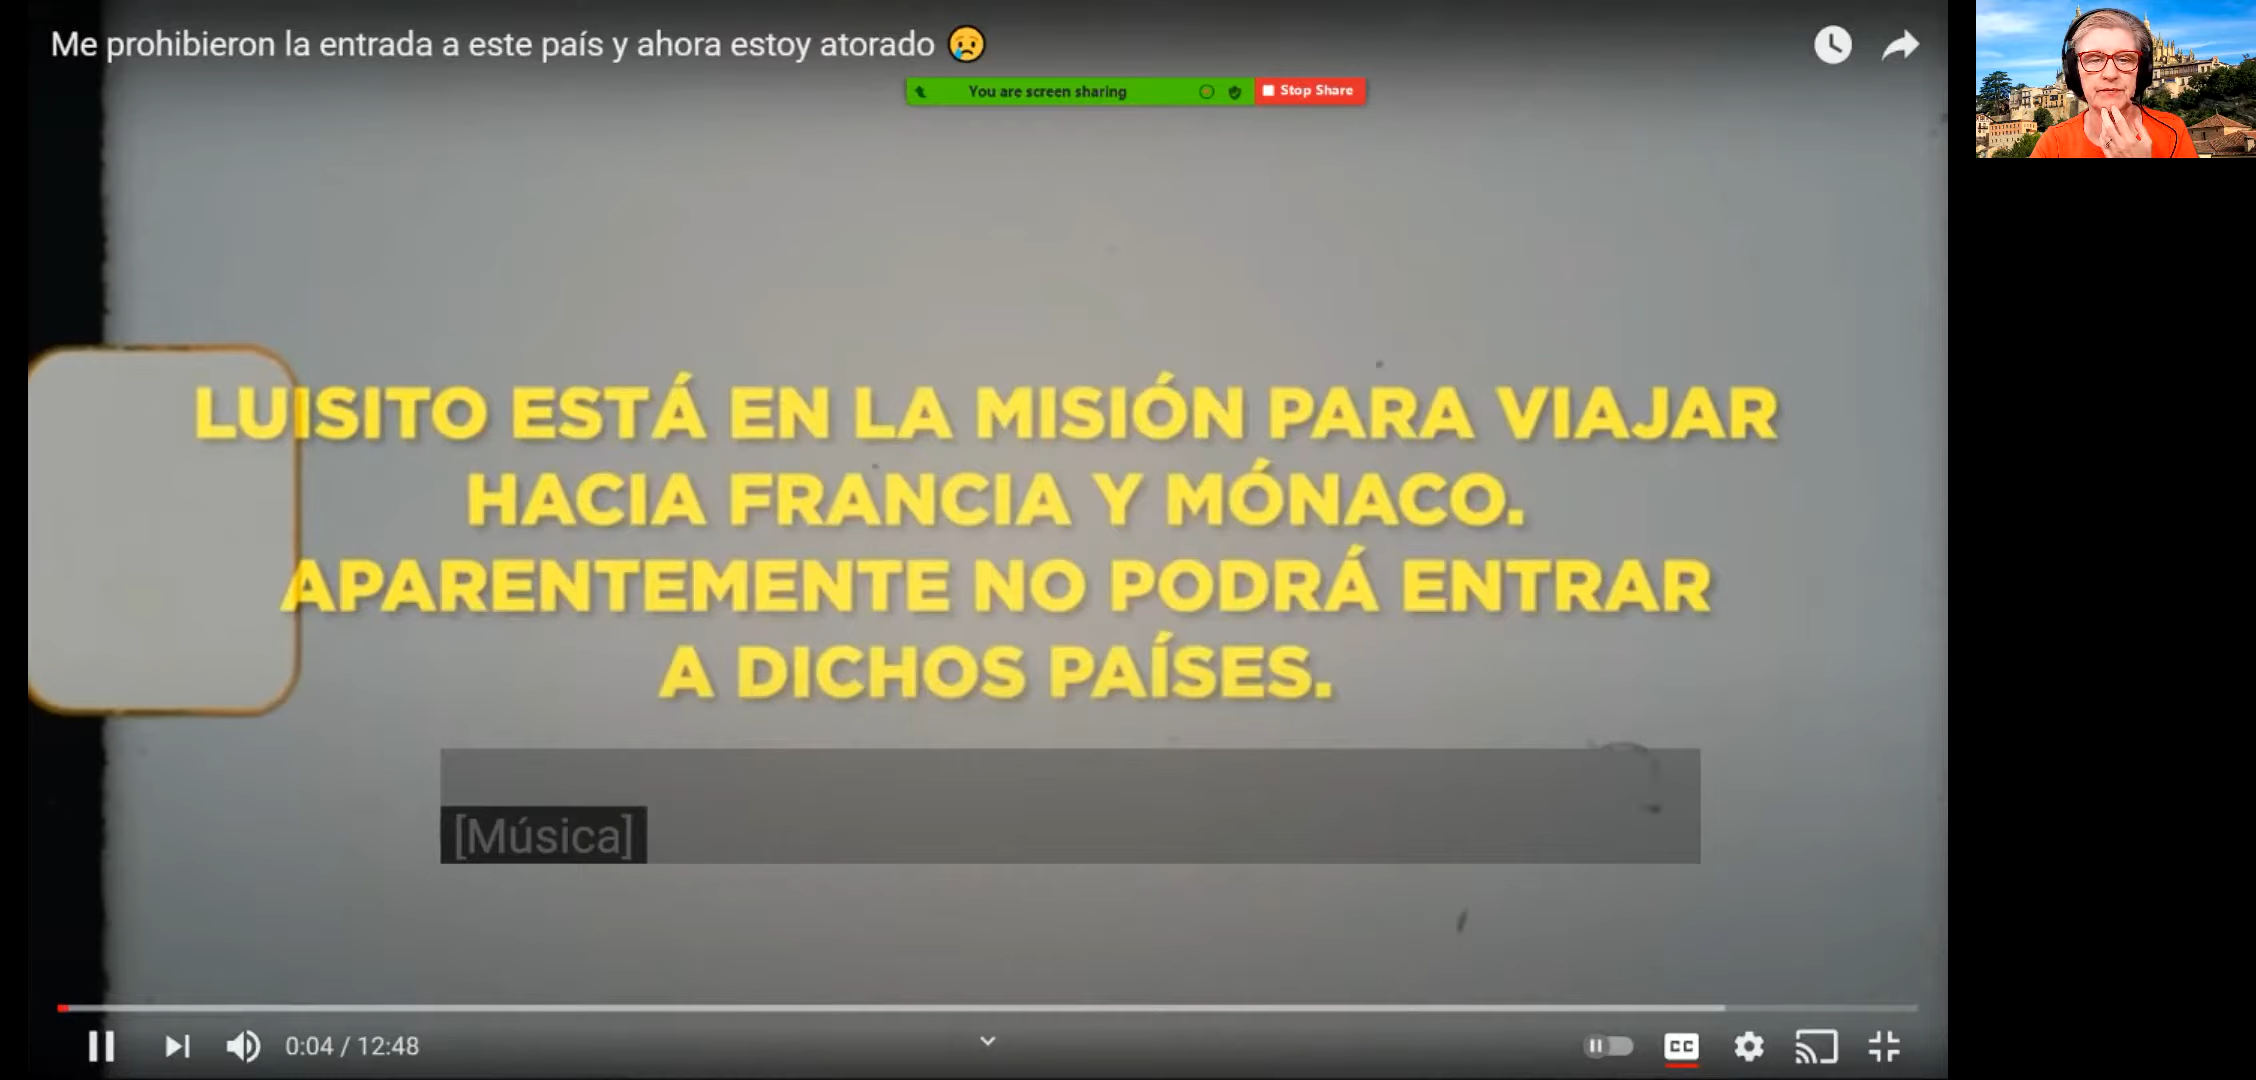 Me prohibieron la entrada a este país y ahora estoy atorado 😥
You are screen sharing
Stop Share
LUISITO ESTÁ EN LA MISIÓN PARA VIAJAR
HACIA FRANCIA Y MÓNACO.
APARENTEMENTE NO PODRÁ ENTRAR
A DICHOS PAÍSES.
[Música]
0:04 / 12:48
CC